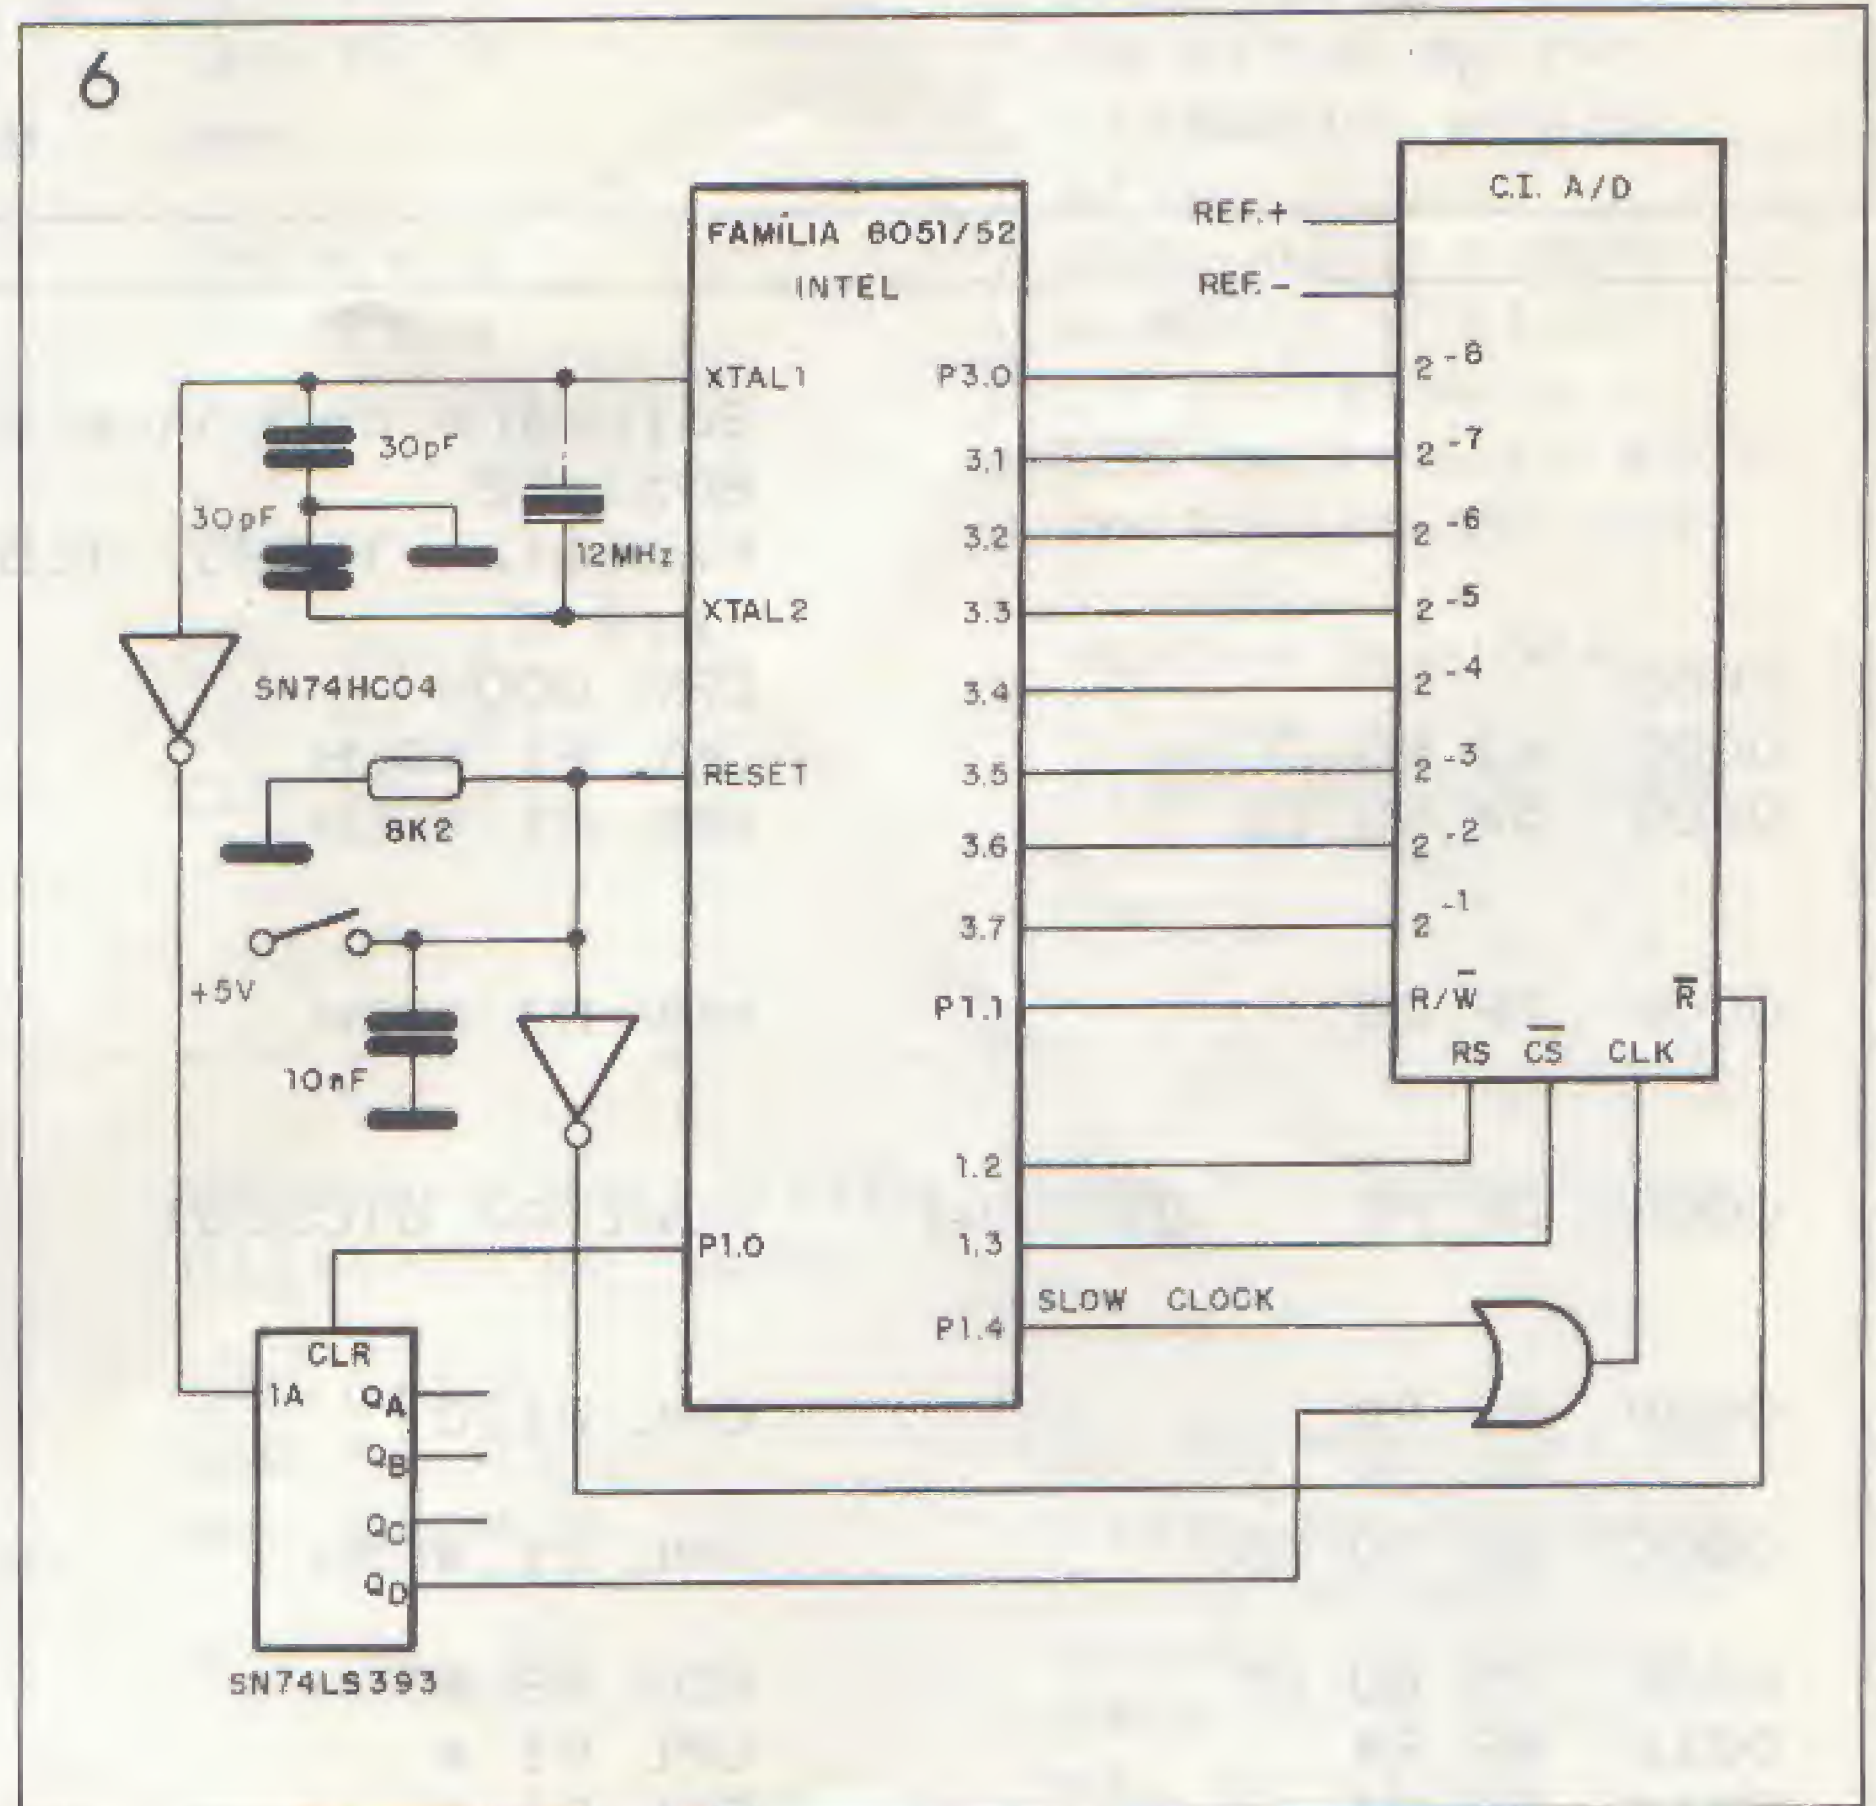 6
C.I. A/D
REF.+
REF. -
FAMÍLIA 8051/52
INTEL
XTAL1
P3.0
2 -8
30pF
3.1
2 -7
30pF
3.2
2 -6
12MHz
XTAL2
3.3
2 -5
SN74HC04
3.4
2 -4
RESET
3.5
2 -3
8K2
3.6
2 -2
3.7
2 -1
+5V
P1.1
R/W̅
R̅
RS C̅S̅ CLK
10nF
1.2
P1.0
1.3
SLOW CLOCK
P1.4
CLR
1A
QA
QB
QC
QD
SN74LS393